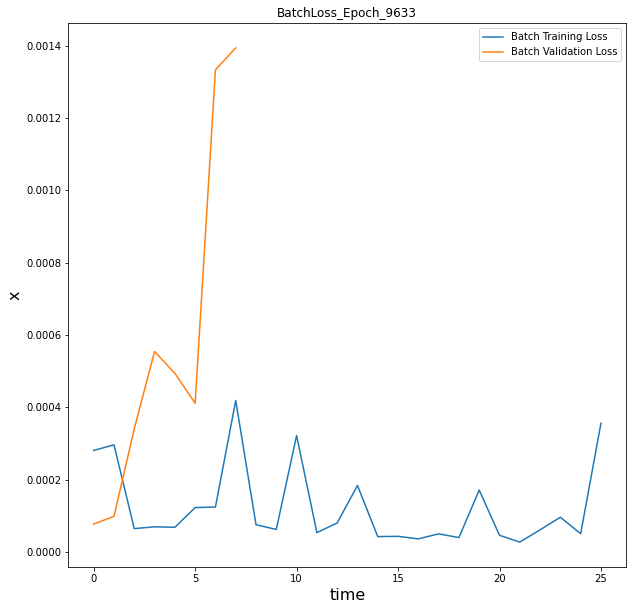 BatchLoss_Epoch_9633
Batch Training Loss
Batch Validation Loss
0.0014
0.0012
0.0010
0.0008
0.0006
0.0004
0.0002
0.0000
x
0 5 10 15 20 25
time